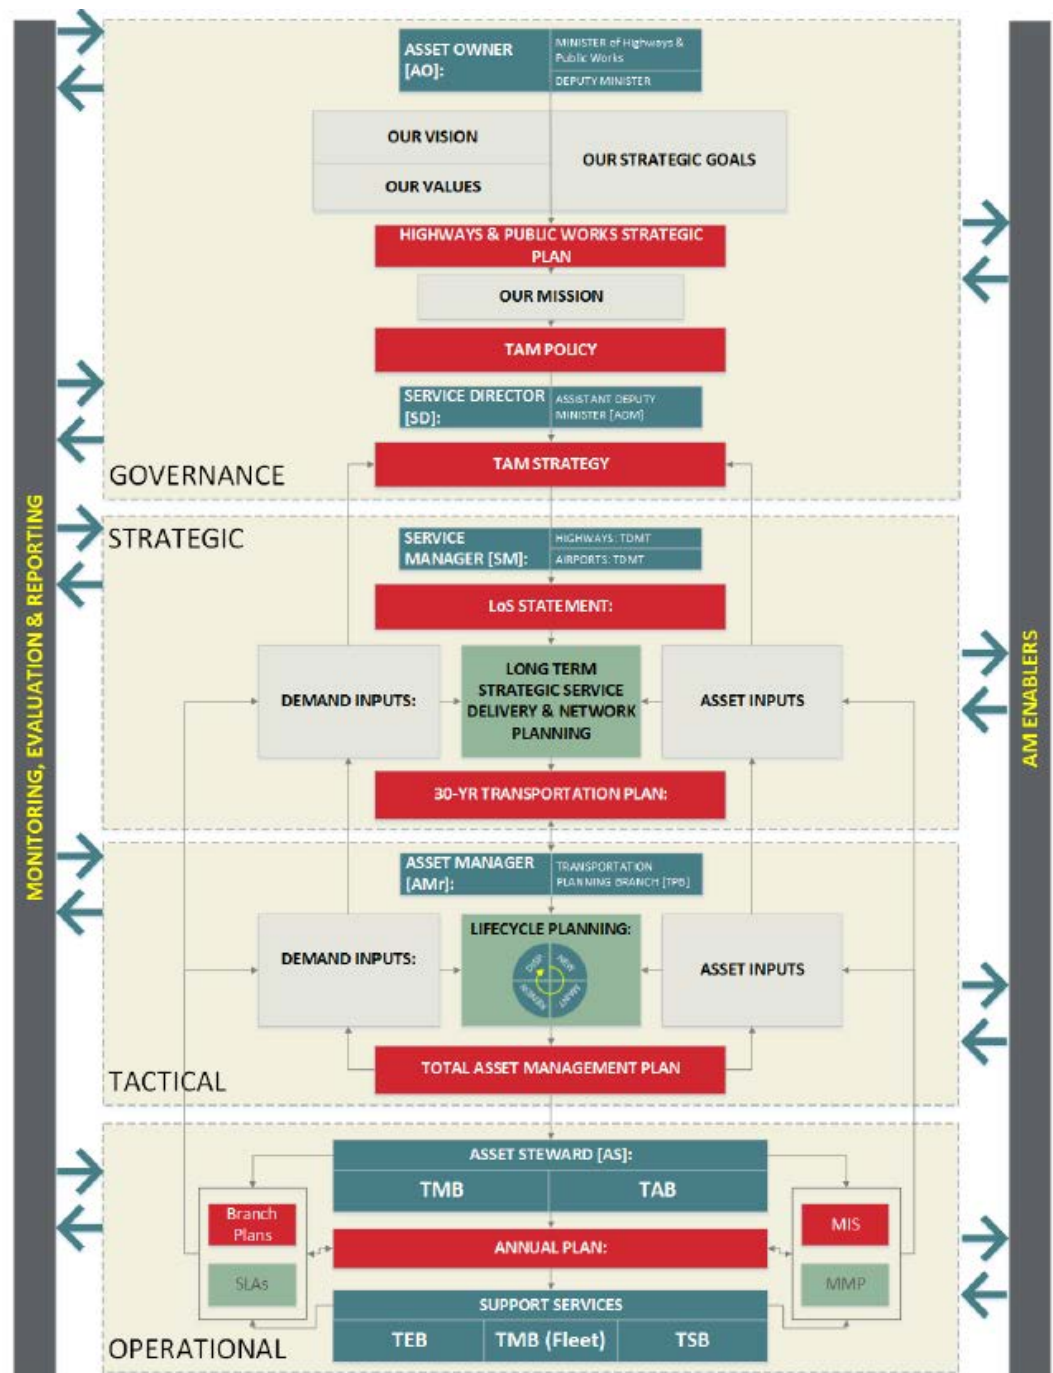 ASSET OWNER
[AO]:
MINISTER of Highways &
Public Works
DEPUTY MINISTER
OUR VISION
OUR VALUES
OUR STRATEGIC GOALS
HIGHWAYS & PUBLIC WORKS STRATEGIC
PLAN
OUR MISSION
TAM POLICY
SERVICE DIRECTOR
[SD]:
ASSISTANT DEPUTY
MINISTER [ADM]
TAM STRATEGY
GOVERNANCE
STRATEGIC
SERVICE
MANAGER [SM]:
HIGHWAYS: TDMT
AIRPORTS: TDMT
LoS STATEMENT:
DEMAND INPUTS:
LONG TERM
STRATEGIC SERVICE
DELIVERY & NETWORK
PLANNING
ASSET INPUTS
30-YR TRANSPORTATION PLAN:
ASSET MANAGER
[AMr]:
TRANSPORTATION
PLANNING BRANCH [TPB]
DEMAND INPUTS:
LIFECYCLE PLANNING:
DISP
NEW
RENEW
MAINT
ASSET INPUTS
TOTAL ASSET MANAGEMENT PLAN
TACTICAL
ASSET STEWARD [AS]:
TMB
TAB
Branch
Plans
SLAs
ANNUAL PLAN:
MIS
MMP
SUPPORT SERVICES
TEB
TMB (Fleet)
TSB
OPERATIONAL
MONITORING, EVALUATION & REPORTING
AM ENABLERS